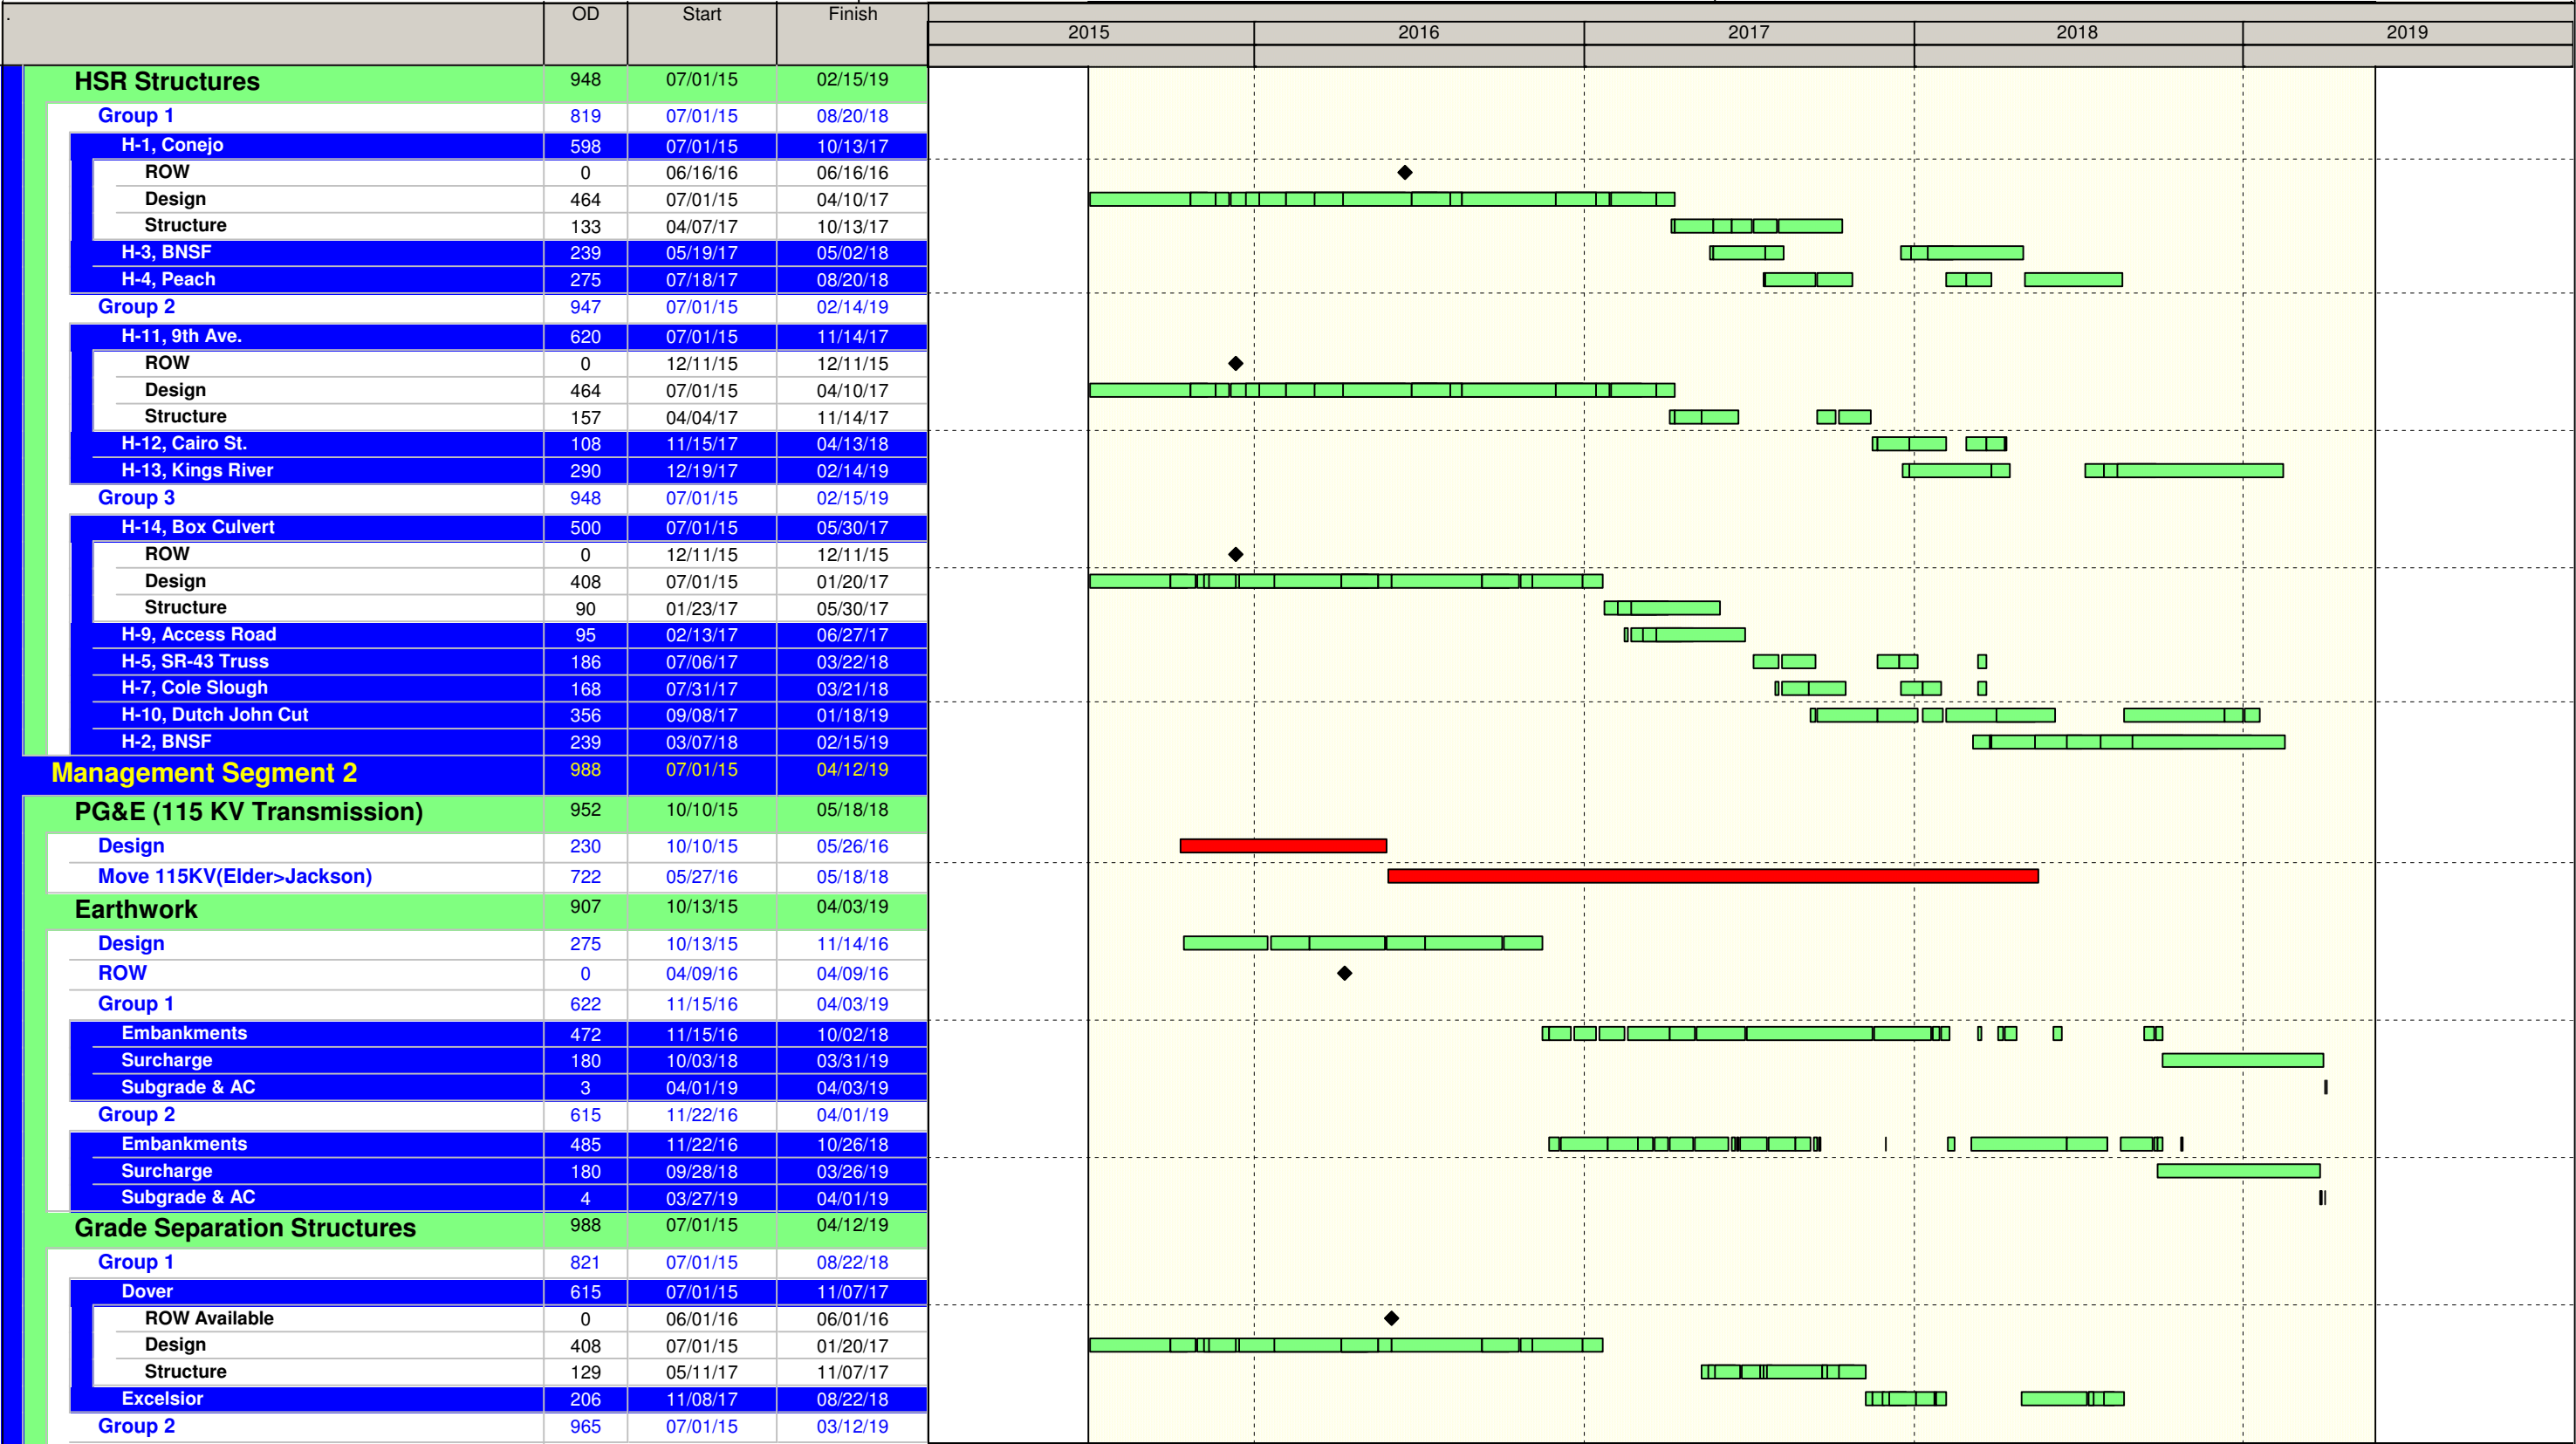 . OD Start Finish
2015 2016 2017 2018 2019
HSR Structures 948 07/01/15 02/15/19
Group 1 819 07/01/15 08/20/18
H-1, Conejo 598 07/01/15 10/13/17
ROW 0 06/16/16 06/16/16
Design 464 07/01/15 04/10/17
Structure 133 04/07/17 10/13/17
H-3, BNSF 239 05/19/17 05/02/18
H-4, Peach 275 07/18/17 08/20/18
Group 2 947 07/01/15 02/14/19
H-11, 9th Ave. 620 07/01/15 11/14/17
ROW 0 12/11/15 12/11/15
Design 464 07/01/15 04/10/17
Structure 157 04/04/17 11/14/17
H-12, Cairo St. 108 11/15/17 04/13/18
H-13, Kings River 290 12/19/17 02/14/19
Group 3 948 07/01/15 02/15/19
H-14, Box Culvert 500 07/01/15 05/30/17
ROW 0 12/11/15 12/11/15
Design 408 07/01/15 01/20/17
Structure 90 01/23/17 05/30/17
H-9, Access Road 95 02/13/17 06/27/17
H-5, SR-43 Truss 186 07/06/17 03/22/18
H-7, Cole Slough 168 07/31/17 03/21/18
H-10, Dutch John Cut 356 09/08/17 01/18/19
H-2, BNSF 239 03/07/18 02/15/19
Management Segment 2 988 07/01/15 04/12/19
PG&E (115 KV Transmission) 952 10/10/15 05/18/18
Design 230 10/10/15 05/26/16
Move 115KV(Elder>Jackson) 722 05/27/16 05/18/18
Earthwork 907 10/13/15 04/03/19
Design 275 10/13/15 11/14/16
ROW 0 04/09/16 04/09/16
Group 1 622 11/15/16 04/03/19
Embankments 472 11/15/16 10/02/18
Surcharge 180 10/03/18 03/31/19
Subgrade & AC 3 04/01/19 04/03/19
Group 2 615 11/22/16 04/01/19
Embankments 485 11/22/16 10/26/18
Surcharge 180 09/28/18 03/26/19
Subgrade & AC 4 03/27/19 04/01/19
Grade Separation Structures 988 07/01/15 04/12/19
Group 1 821 07/01/15 08/22/18
Dover 615 07/01/15 11/07/17
ROW Available 0 06/01/16 06/01/16
Design 408 07/01/15 01/20/17
Structure 129 05/11/17 11/07/17
Excelsior 206 11/08/17 08/22/18
Group 2 965 07/01/15 03/12/19